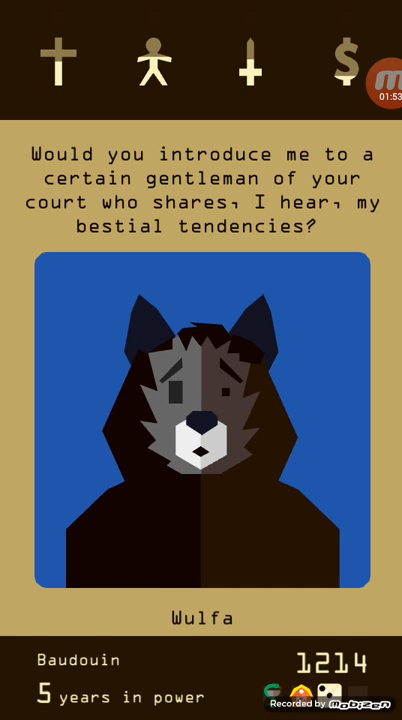 01:53
Would you introduce me to a
certain gentleman of your
court who shares, I hear, my
bestial tendencies?
Wulfa
Baudouin
1214
5 years in power
Recorded by mobizen